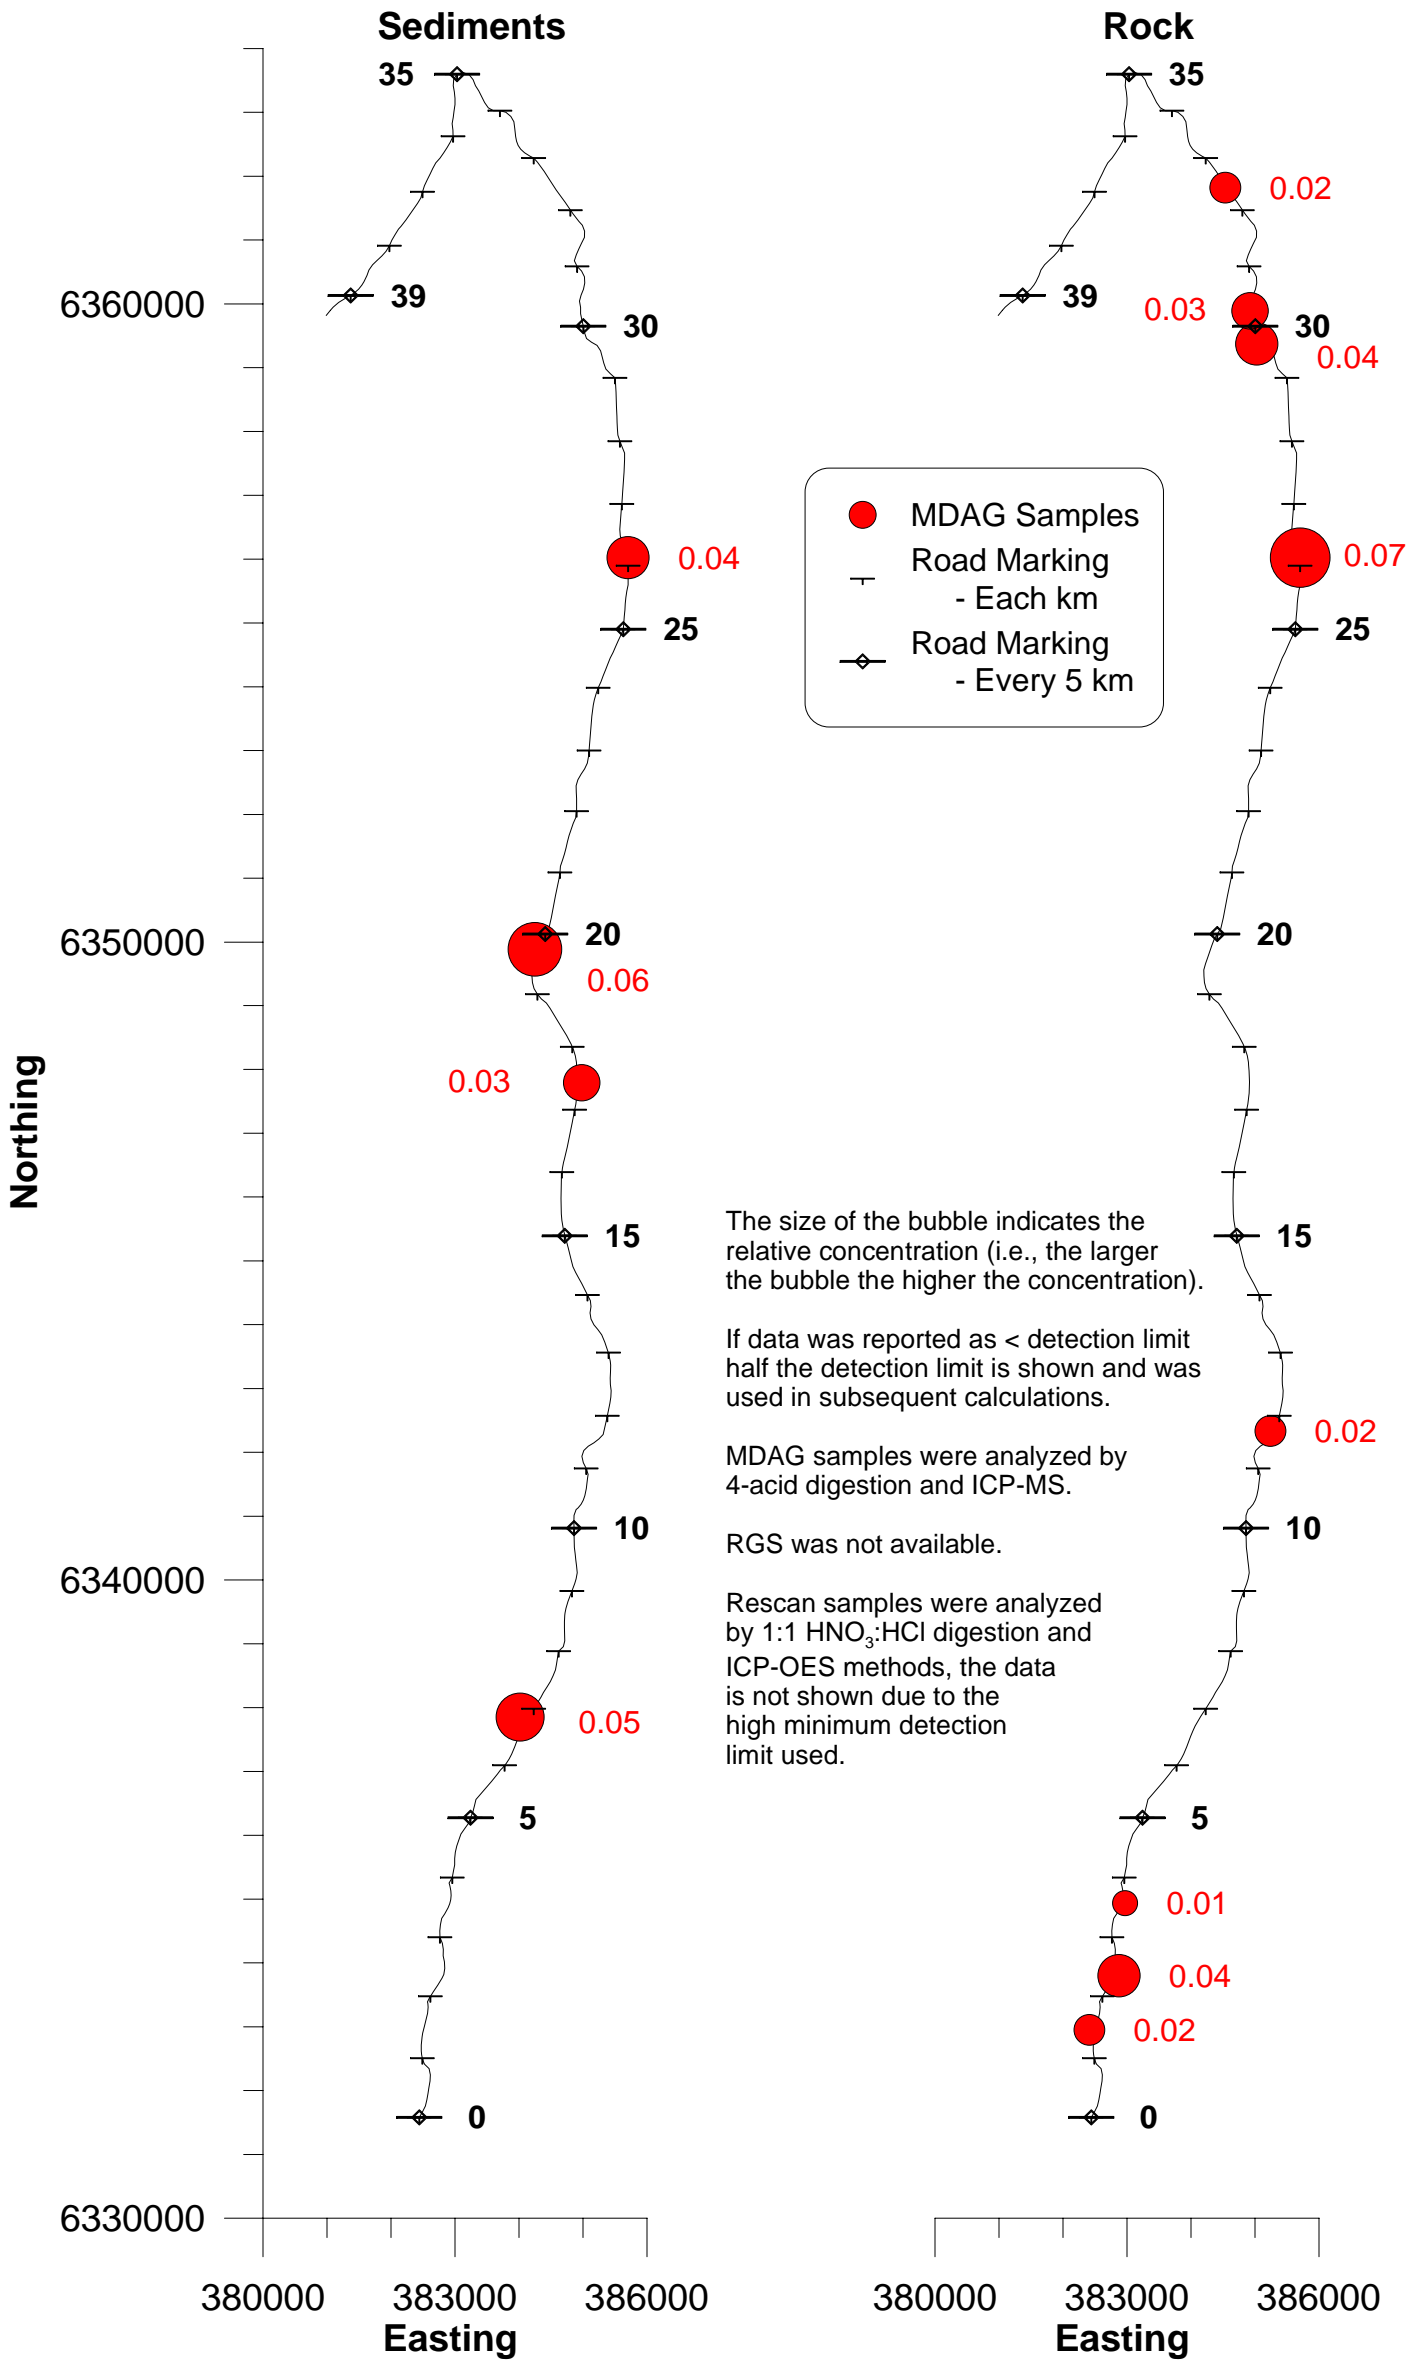 Sediments
Rock
35
35
0.02
39
39
6360000
0.03
30
30
0.04
MDAG Samples
Road Marking
- Each km
Road Marking
- Every 5 km
0.04
0.07
25
25
20
20
6350000
0.06
0.03
Northing
The size of the bubble indicates the
relative concentration (i.e., the larger
the bubble the higher the concentration).
15
15
If data was reported as < detection limit
half the detection limit is shown and was
used in subsequent calculations.
0.02
MDAG samples were analyzed by
4-acid digestion and ICP-MS.
10
10
RGS was not available.
6340000
Rescan samples were analyzed
by 1:1 HNO₃:HCl digestion and
ICP-OES methods, the data
is not shown due to the
high minimum detection
limit used.
0.05
5
5
0.01
0.04
0.02
0
0
6330000
380000 383000 386000
380000 383000 386000
Easting
Easting